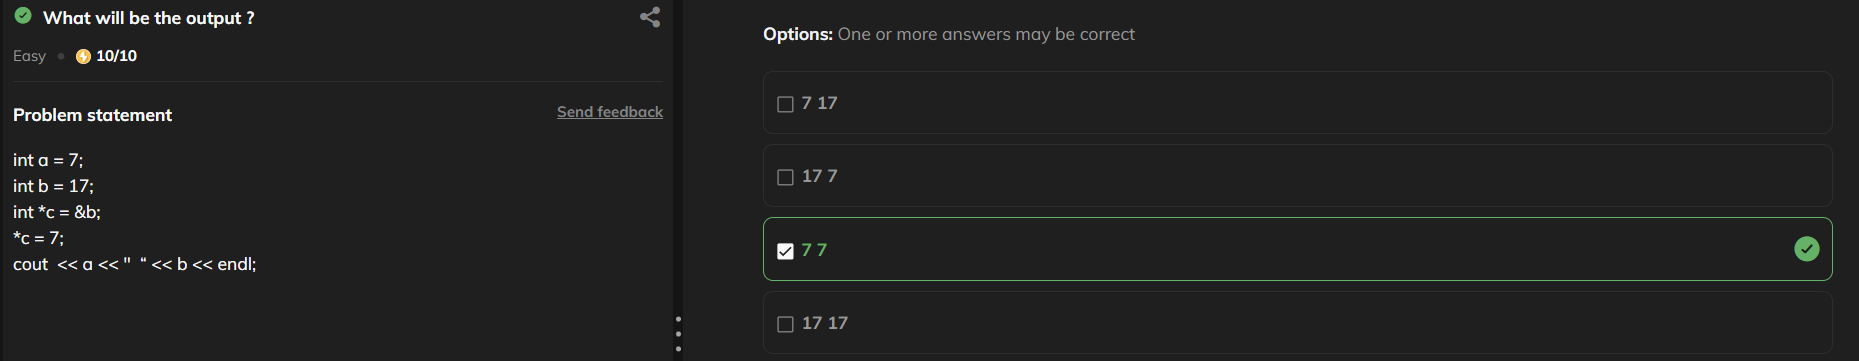 What will be the output ?
Easy • 10/10
Problem statement
Send feedback
int a = 7;
int b = 17;
int *c = &b;
*c = 7;
cout  << a << "  “ << b << endl;
Options: One or more answers may be correct
7 17
17 7
7 7
17 17